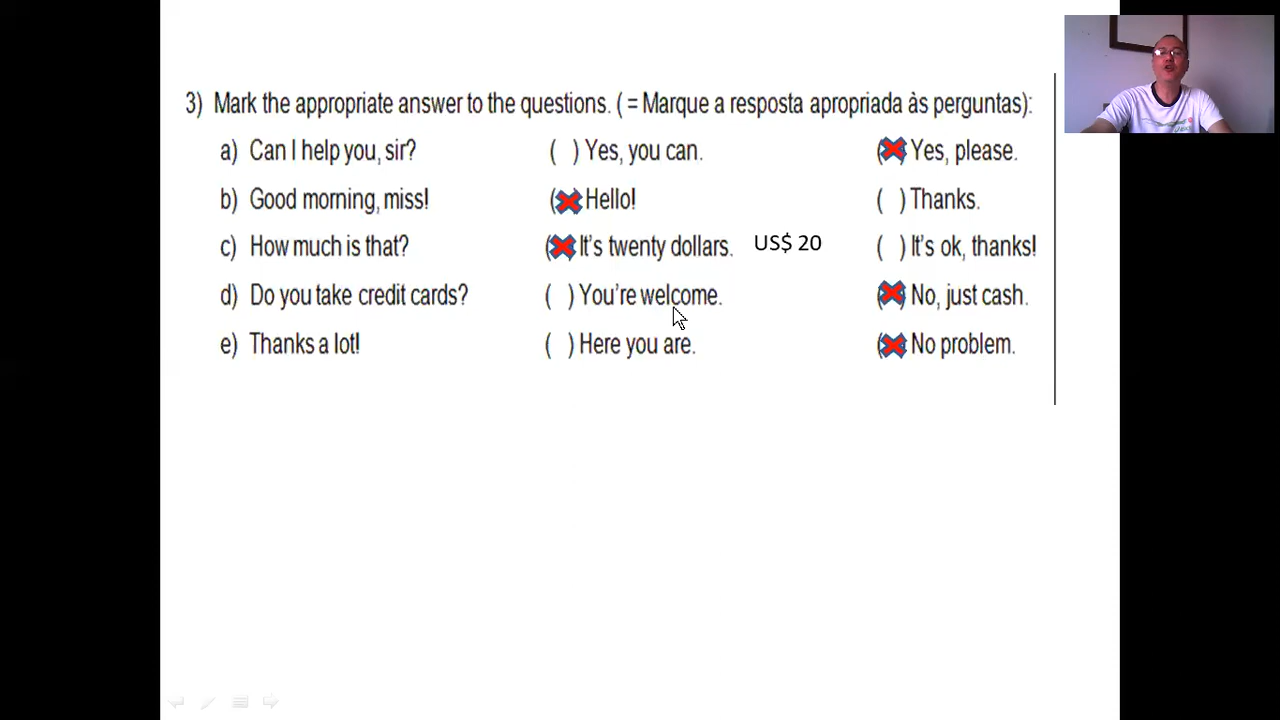 3) Mark the appropriate answer to the questions. ( = Marque a resposta apropriada às perguntas):
a) Can I help you, sir? ( ) Yes, you can. (X) Yes, please.
b) Good morning, miss! (X) Hello! ( ) Thanks.
c) How much is that? (X) It's twenty dollars. US$ 20 ( ) It's ok, thanks!
d) Do you take credit cards? ( ) You're welcome. (X) No, just cash.
e) Thanks a lot! ( ) Here you are. (X) No problem.